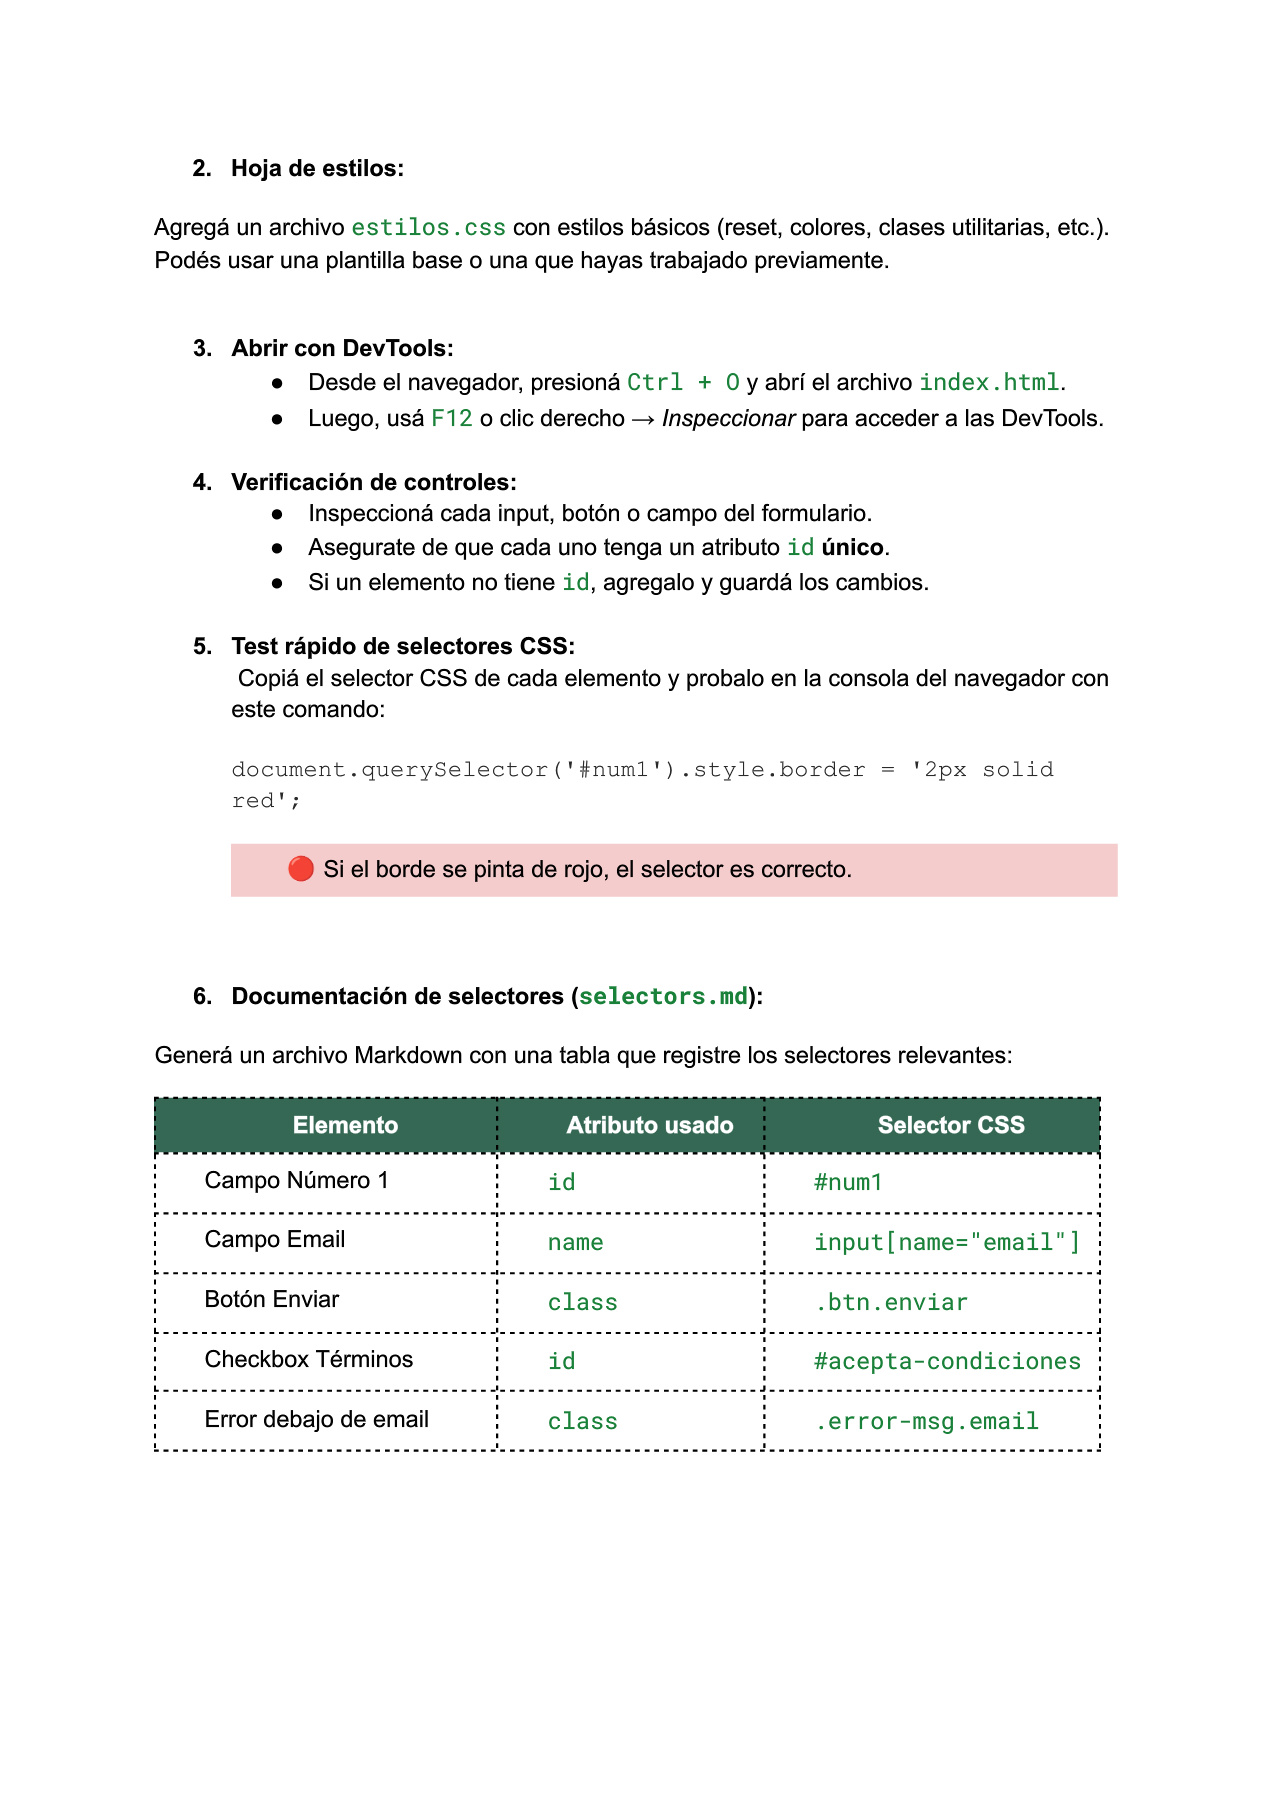 2. Hoja de estilos:
Agregá un archivo estilos.css con estilos básicos (reset, colores, clases utilitarias, etc.).
Podés usar una plantilla base o una que hayas trabajado previamente.
3. Abrir con DevTools:
● Desde el navegador, presioná Ctrl + O y abrí el archivo index.html.
● Luego, usá F12 o clic derecho → Inspeccionar para acceder a las DevTools.
4. Verificación de controles:
● Inspeccioná cada input, botón o campo del formulario.
● Asegurate de que cada uno tenga un atributo id único.
● Si un elemento no tiene id, agregalo y guardá los cambios.
5. Test rápido de selectores CSS:
Copiá el selector CSS de cada elemento y probalo en la consola del navegador con
este comando:
document.querySelector('#num1').style.border = '2px solid
red';
🔴 Si el borde se pinta de rojo, el selector es correcto.
6. Documentación de selectores (selectors.md):
Generá un archivo Markdown con una tabla que registre los selectores relevantes:
Elemento Atributo usado Selector CSS
Campo Número 1 id #num1
Campo Email name input[name="email"]
Botón Enviar class .btn.enviar
Checkbox Términos id #acepta-condiciones
Error debajo de email class .error-msg.email